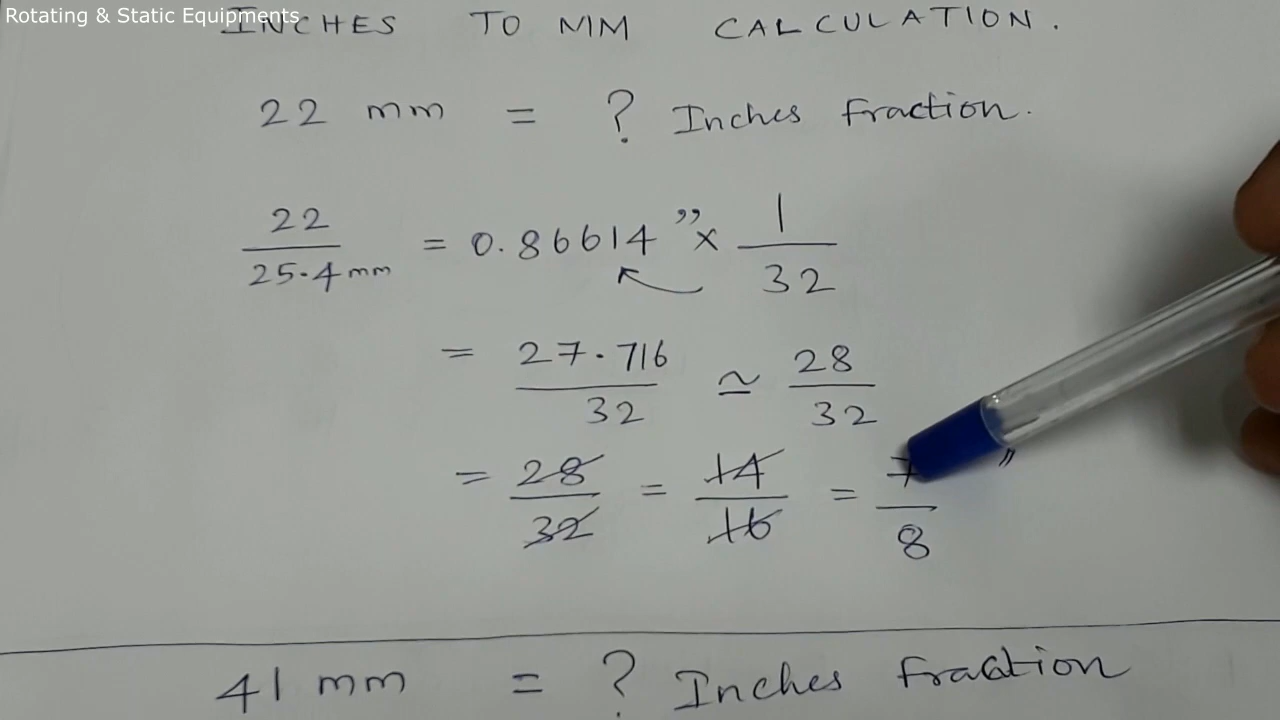 Rotating & Static Equipments
INCHES TO MM CALCULATION.
22 mm = ? Inches fraction.
22/25.4mm = 0.86614 ” × 1/32
= 27.716/32 ≃ 28/32
= 28/32 = 14/16 = 7/8 "
41 mm = ? Inches fraction